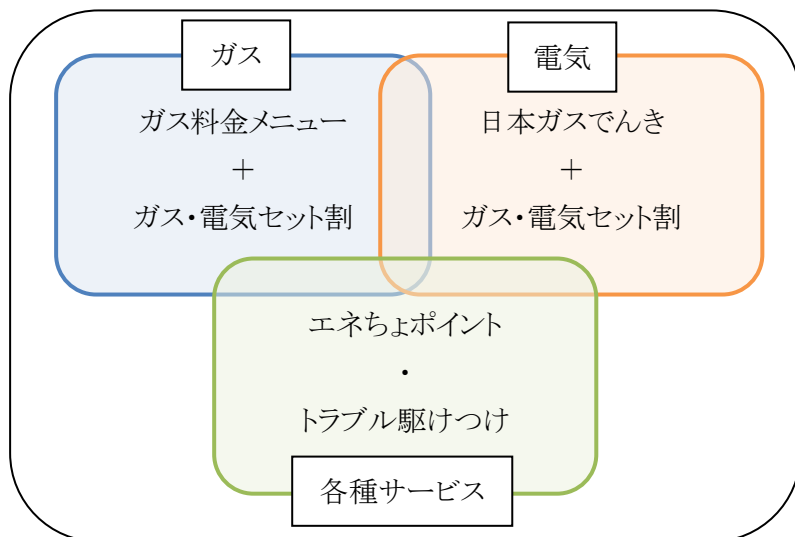 ガス
ガス料金メニュー
＋
ガス・電気セット割
電気
日本ガスでんき
＋
ガス・電気セット割
エネちょポイント
・
トラブル駆けつけ
各種サービス